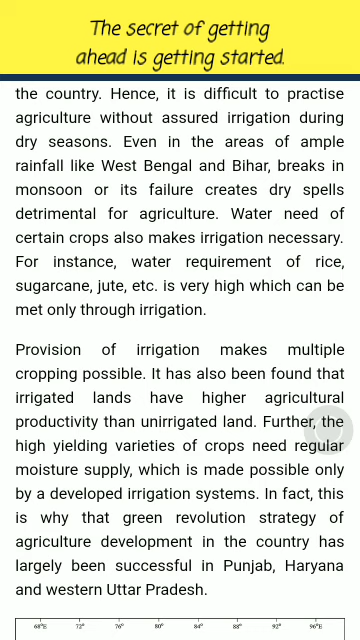 The secret of getting
ahead is getting started.
the country. Hence, it is difficult to practise
agriculture without assured irrigation during
dry seasons. Even in the areas of ample
rainfall like West Bengal and Bihar, breaks in
monsoon or its failure creates dry spells
detrimental for agriculture. Water need of
certain crops also makes irrigation necessary.
For instance, water requirement of rice,
sugarcane, jute, etc. is very high which can be
met only through irrigation.
Provision of irrigation makes multiple
cropping possible. It has also been found that
irrigated lands have higher agricultural
productivity than unirrigated land. Further, the
high yielding varieties of crops need regular
moisture supply, which is made possible only
by a developed irrigation systems. In fact, this
is why that green revolution strategy of
agriculture development in the country has
largely been successful in Punjab, Haryana
and western Uttar Pradesh.
68°E 72° 76° 80° 84° 88° 92° 96°E